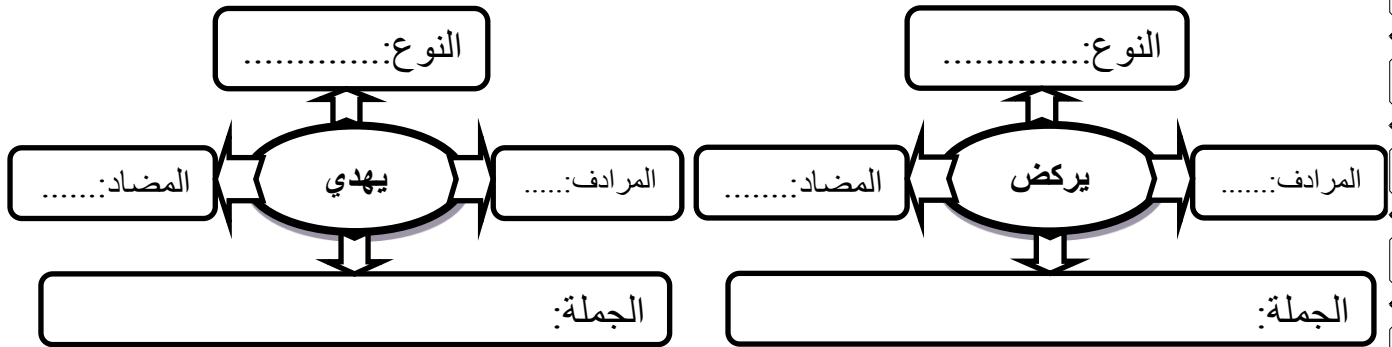 النوع:.............
المرادف:......
يركض
المضاد:.......
الجملة:
النوع:.............
المرادف:.....
يهدي
المضاد:.......
الجملة: